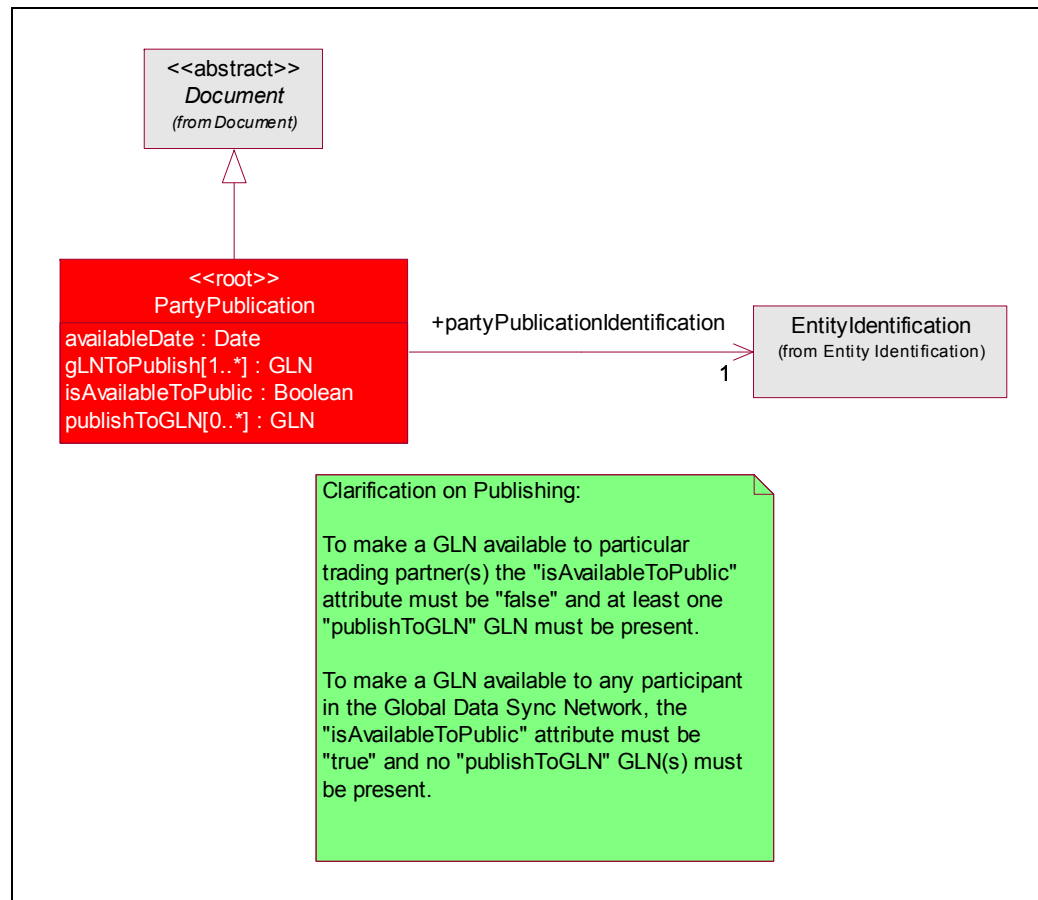 <<abstract>>
Document
(from Document)
<<root>>
PartyPublication
availableDate : Date
gLNToPublish[1..*] : GLN
isAvailableToPublic : Boolean
publishToGLN[0..*] : GLN
+partyPublicationIdentification
1
EntityIdentification
(from Entity Identification)
Clarification on Publishing:
To make a GLN available to particular
trading partner(s) the "isAvailableToPublic"
attribute must be "false" and at least one
"publishToGLN" GLN must be present.
To make a GLN available to any participant
in the Global Data Sync Network, the
"isAvailableToPublic" attribute must be
"true" and no "publishToGLN" GLN(s) must
be present.